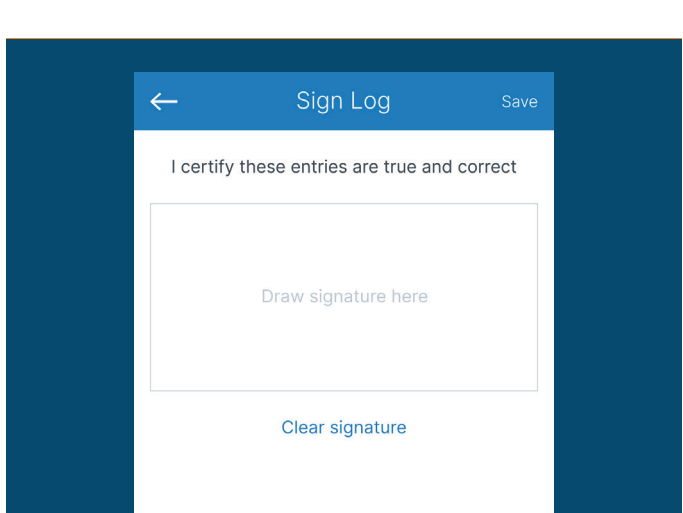 Sign Log
Save
I certify these entries are true and correct
Draw signature here
Clear signature